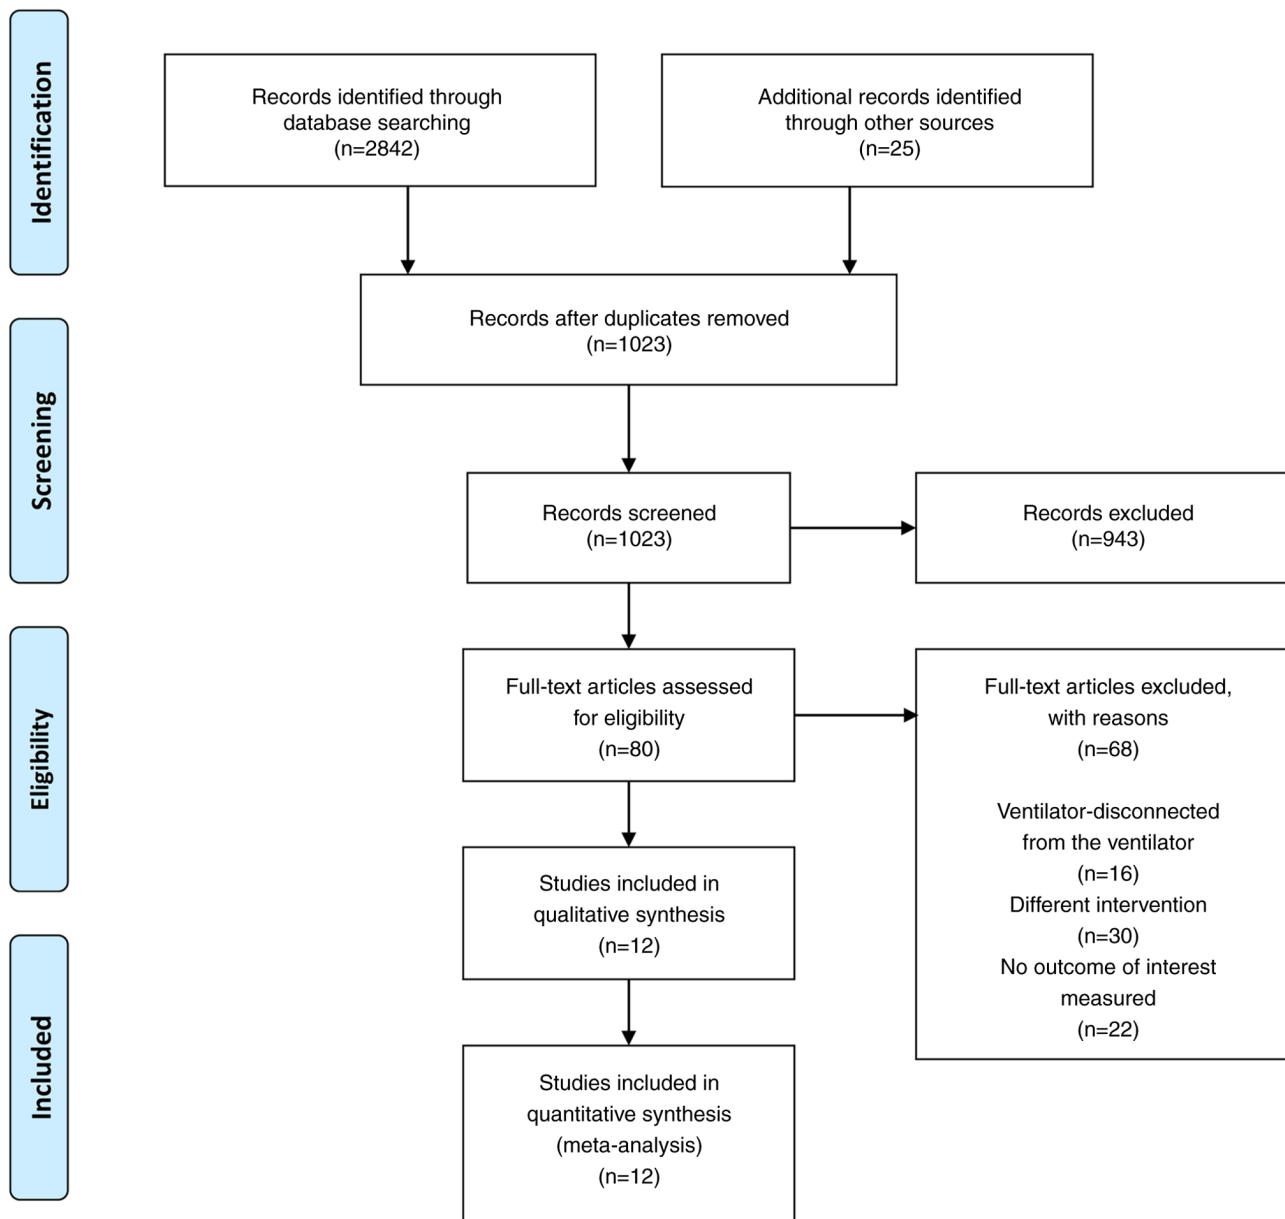 Identification
Records identified through
database searching
(n=2842)
Additional records identified
through other sources
(n=25)
Records after duplicates removed
(n=1023)
Screening
Records screened
(n=1023)
Records excluded
(n=943)
Eligibility
Full-text articles assessed
for eligibility
(n=80)
Full-text articles excluded,
with reasons
(n=68)
Ventilator-disconnected
from the ventilator
(n=16)
Different intervention
(n=30)
No outcome of interest
measured
(n=22)
Studies included in
qualitative synthesis
(n=12)
Included
Studies included in
quantitative synthesis
(meta-analysis)
(n=12)